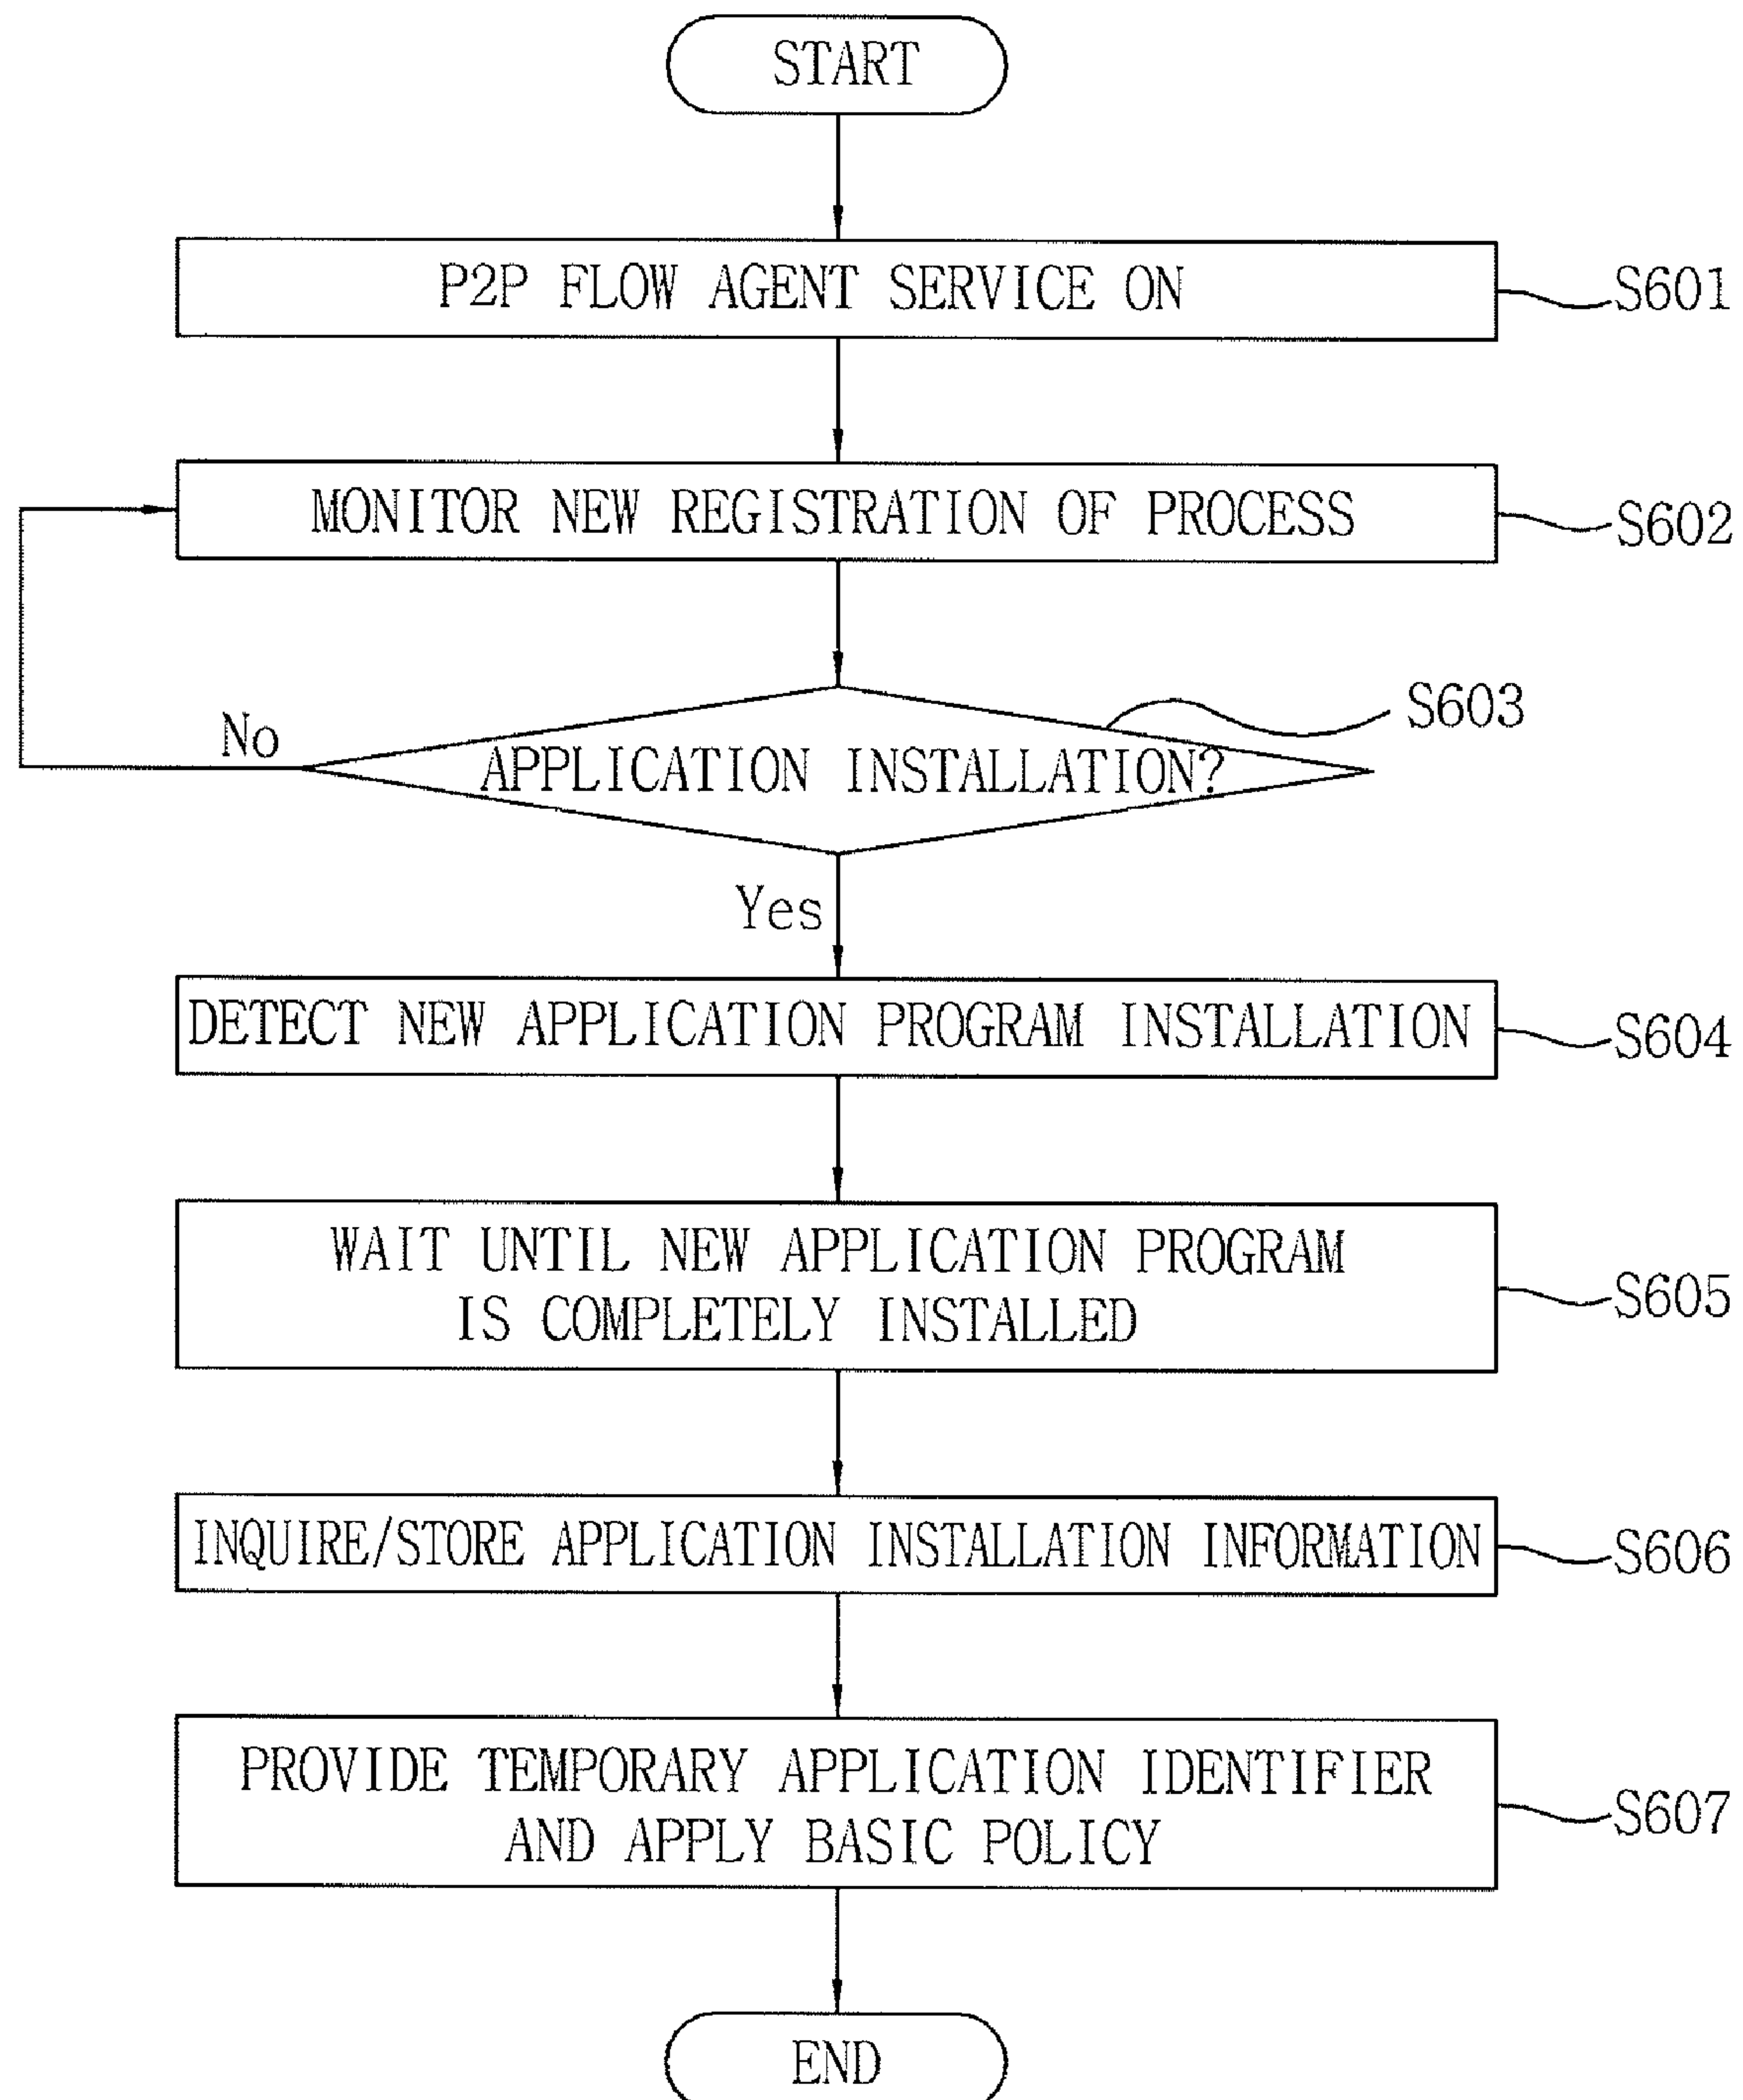 START
P2P FLOW AGENT SERVICE ON
S601
MONITOR NEW REGISTRATION OF PROCESS
S602
S603
No
APPLICATION INSTALLATION?
Yes
DETECT NEW APPLICATION PROGRAM INSTALLATION
S604
WAIT UNTIL NEW APPLICATION PROGRAM
IS COMPLETELY INSTALLED
S605
INQUIRE/STORE APPLICATION INSTALLATION INFORMATION
S606
PROVIDE TEMPORARY APPLICATION IDENTIFIER
AND APPLY BASIC POLICY
S607
END